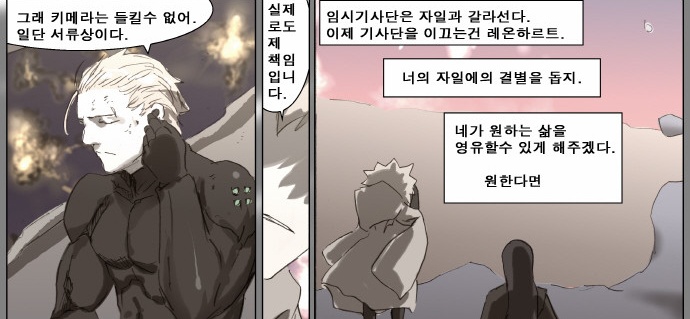 그래 키메라는 들킬수 없어.
일단 서류상이다.
실제
로도
제
책임
입니
다.
임시기사단은 자일과 갈라선다.
이제 기사단을 이끄는건 레온하르트.
너의 자일에의 결별을 돕지.
네가 원하는 삶을
영유할수 있게 해주겠다.
원한다면